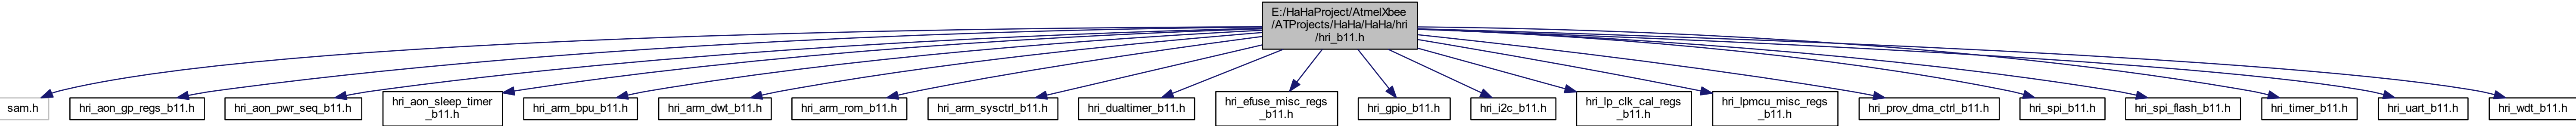 E:/HaHaProject/AtmelXbee
/ATProjects/HaHa/HaHa/hri
/hri_b11.h
sam.h
hri_aon_gp_regs_b11.h
hri_aon_pwr_seq_b11.h
hri_aon_sleep_timer
_b11.h
hri_arm_bpu_b11.h
hri_arm_dwt_b11.h
hri_arm_rom_b11.h
hri_arm_sysctrl_b11.h
hri_dualtimer_b11.h
hri_efuse_misc_regs
_b11.h
hri_gpio_b11.h
hri_i2c_b11.h
hri_lp_clk_cal_regs
_b11.h
hri_lpmcu_misc_regs
_b11.h
hri_prov_dma_ctrl_b11.h
hri_spi_b11.h
hri_spi_flash_b11.h
hri_timer_b11.h
hri_uart_b11.h
hri_wdt_b11.h